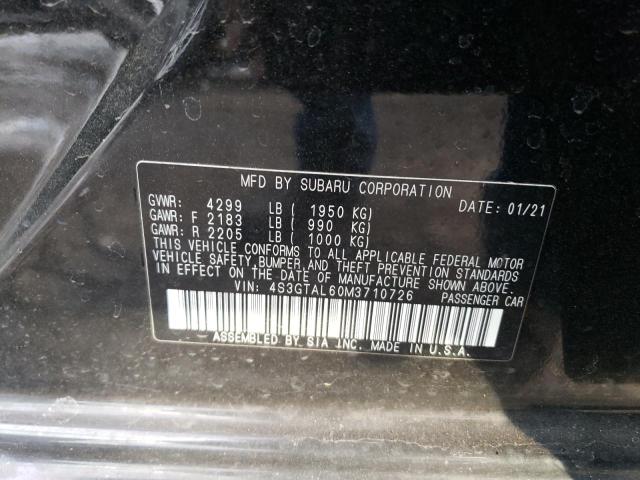 MFD BY SUBARU CORPORATION DATE: 01/21
GVWR: 4299 LB ( 1950 KG)
GAWR: F 2183 LB ( 990 KG)
GAWR: R 2205 LB ( 1000 KG)
THIS VEHICLE CONFORMS TO ALL APPLICABLE FEDERAL MOTOR
VEHICLE SAFETY, BUMPER, AND THEFT PREVENTION STANDARDS
IN EFFECT ON THE DATE OF MANUFACTURE SHOWN ABOVE.
VIN: 4S3GTAL60M3710726 PASSENGER CAR
ASSEMBLED BY SIA INC. MADE IN U.S.A.